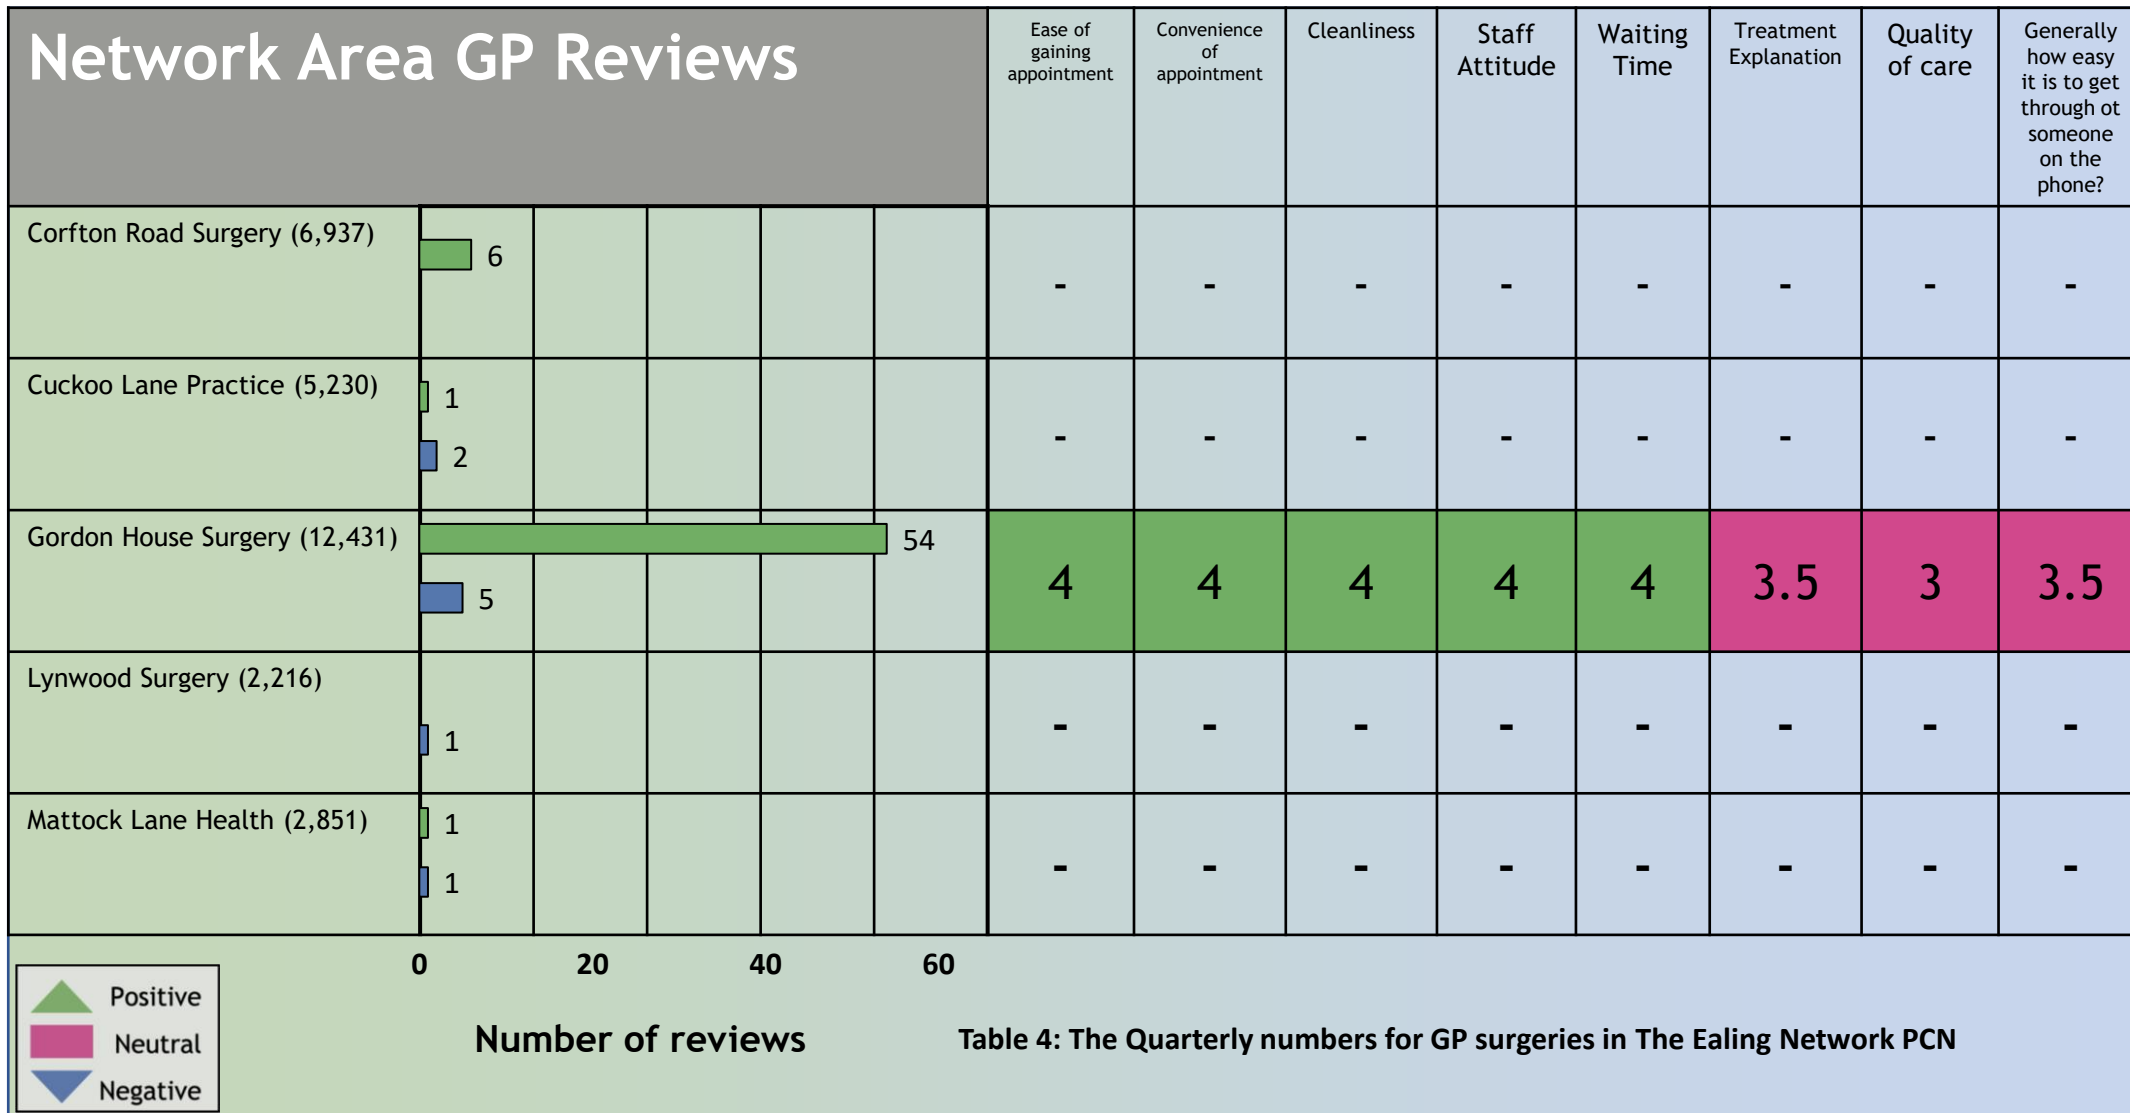 Network Area GP Reviews
Ease of
gaining
appointment
Convenience
of
appointment
Cleanliness
Staff
Attitude
Waiting
Time
Treatment
Explanation
Quality
of care
Generally
how easy
it is to get
through ot
someone
on the
phone?
Corfton Road Surgery (6,937)
6
- - - - - - - -
Cuckoo Lane Practice (5,230)
1
2
- - - - - - - -
Gordon House Surgery (12,431)
54
5
4 4 4 4 4 3.5 3 3.5
Lynwood Surgery (2,216)
1
- - - - - - - -
Mattock Lane Health (2,851)
1
1
- - - - - - - -
0 20 40 60
Positive
Neutral
Negative
Number of reviews
Table 4: The Quarterly numbers for GP surgeries in The Ealing Network PCN